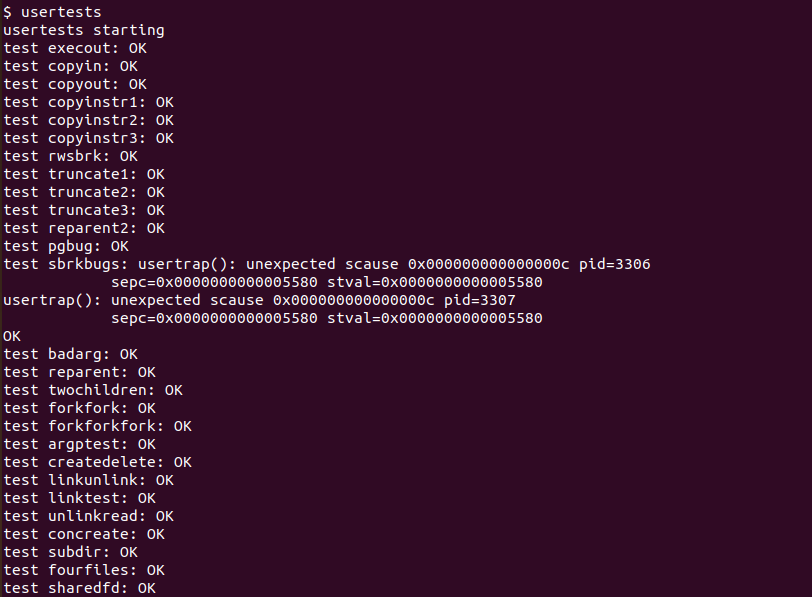 $ usertests
usertests starting
test execout: OK
test copyin: OK
test copyout: OK
test copyinstr1: OK
test copyinstr2: OK
test copyinstr3: OK
test rwsbrk: OK
test truncate1: OK
test truncate2: OK
test truncate3: OK
test reparent2: OK
test pgbug: OK
test sbrkbugs: usertrap(): unexpected scause 0x000000000000000c pid=3306
            sepc=0x0000000000005580 stval=0x0000000000005580
usertrap(): unexpected scause 0x000000000000000c pid=3307
            sepc=0x0000000000005580 stval=0x0000000000005580
OK
test badarg: OK
test reparent: OK
test twochildren: OK
test forkfork: OK
test forkforkfork: OK
test argptest: OK
test createdelete: OK
test linkunlink: OK
test linktest: OK
test unlinkread: OK
test concreate: OK
test subdir: OK
test fourfiles: OK
test sharedfd: OK